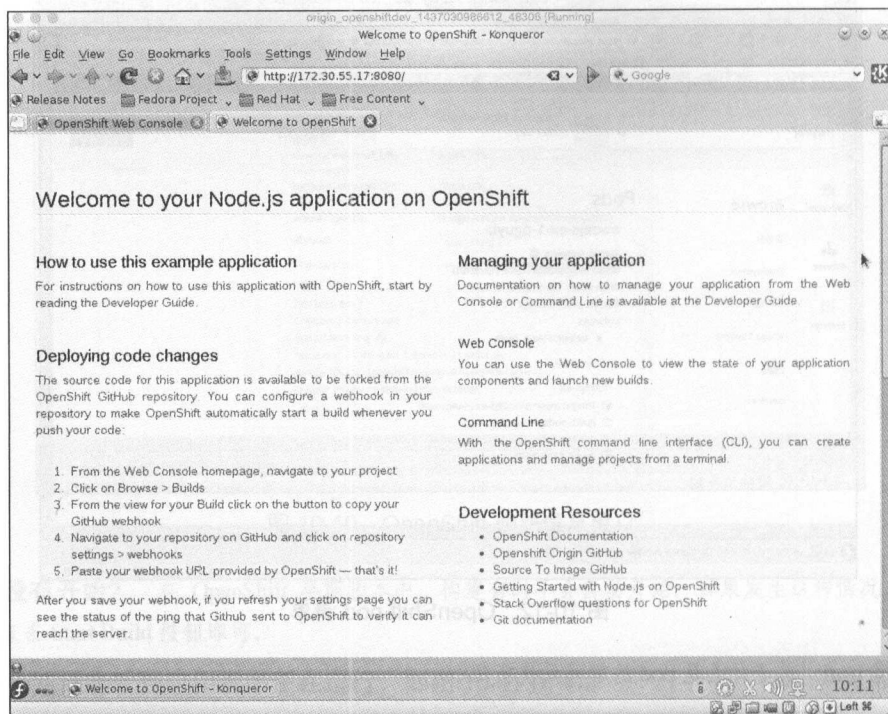 origin_openshiftdev_1437030986612_48306 [Running]
Welcome to OpenShift - Konqueror
File Edit View Go Bookmarks Tools Settings Window Help
http://172.30.55.17:8080/
Google
Release Notes Fedora Project Red Hat Free Content
OpenShift Web Console Welcome to OpenShift
Welcome to your Node.js application on OpenShift
How to use this example application
For instructions on how to use this application with OpenShift, start by
reading the Developer Guide.
Deploying code changes
The source code for this application is available to be forked from the
OpenShift GitHub repository. You can configure a webhook in your
repository to make OpenShift automatically start a build whenever you
push your code:
1. From the Web Console homepage, navigate to your project
2. Click on Browse > Builds
3. From the view for your Build click on the button to copy your
GitHub webhook
4. Navigate to your repository on GitHub and click on repository
settings > webhooks
5. Paste your webhook URL provided by OpenShift — that's it!
After you save your webhook, if you refresh your settings page you can
see the status of the ping that Github sent to OpenShift to verify it can
reach the server.
Managing your application
Documentation on how to manage your application from the Web
Console or Command Line is available at the Developer Guide.
Web Console
You can use the Web Console to view the state of your application
components and launch new builds.
Command Line
With the OpenShift command line interface (CLI), you can create
applications and manage projects from a terminal.
Development Resources
• OpenShift Documentation
• Openshift Origin GitHub
• Source To Image GitHub
• Getting Started with Node.js on OpenShift
• Stack Overflow questions for OpenShift
• Git documentation
Welcome to OpenShift - Konqueror
10:11
Left ⌘